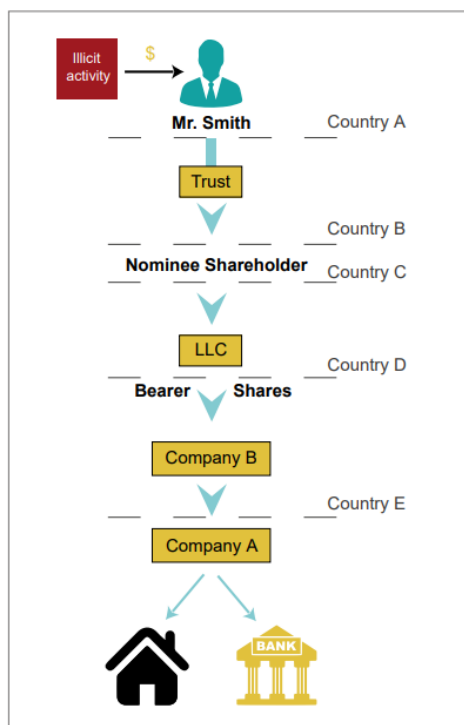 Illicit
activity
$
Mr. Smith
Country A
Trust
Country B
Nominee Shareholder
Country C
LLC
Country D
Bearer Shares
Company B
Country E
Company A
BANK